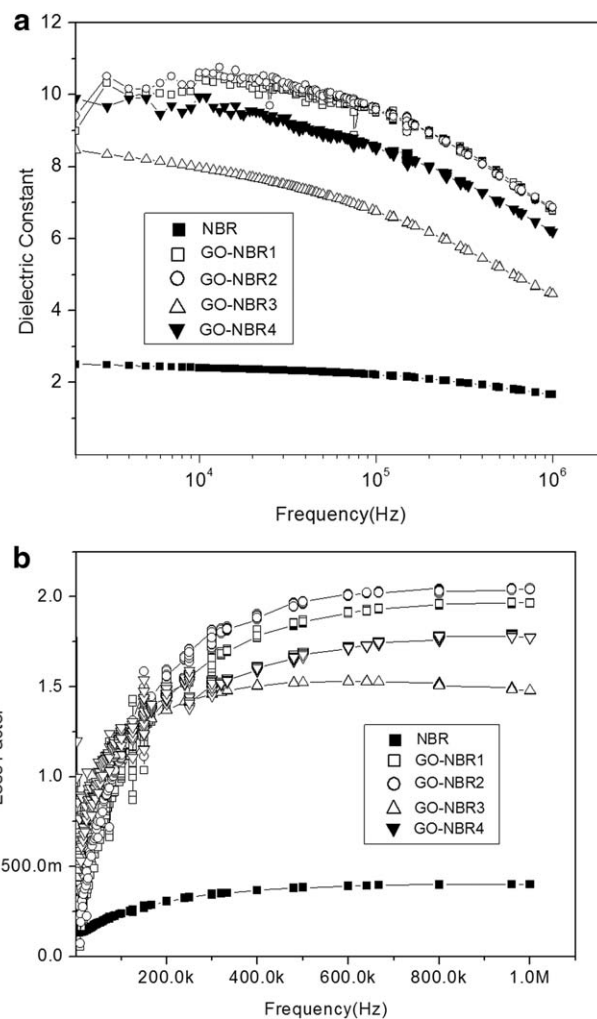 a
12
10
8
6
4
2
Dielectric Constant
NBR
GO-NBR1
GO-NBR2
GO-NBR3
GO-NBR4
10^4
10^5
10^6
Frequency(Hz)
b
2.0
1.5
1.0
500.0m
0.0
Factor
NBR
GO-NBR1
GO-NBR2
GO-NBR3
GO-NBR4
200.0k
400.0k
600.0k
800.0k
1.0M
Frequency(Hz)